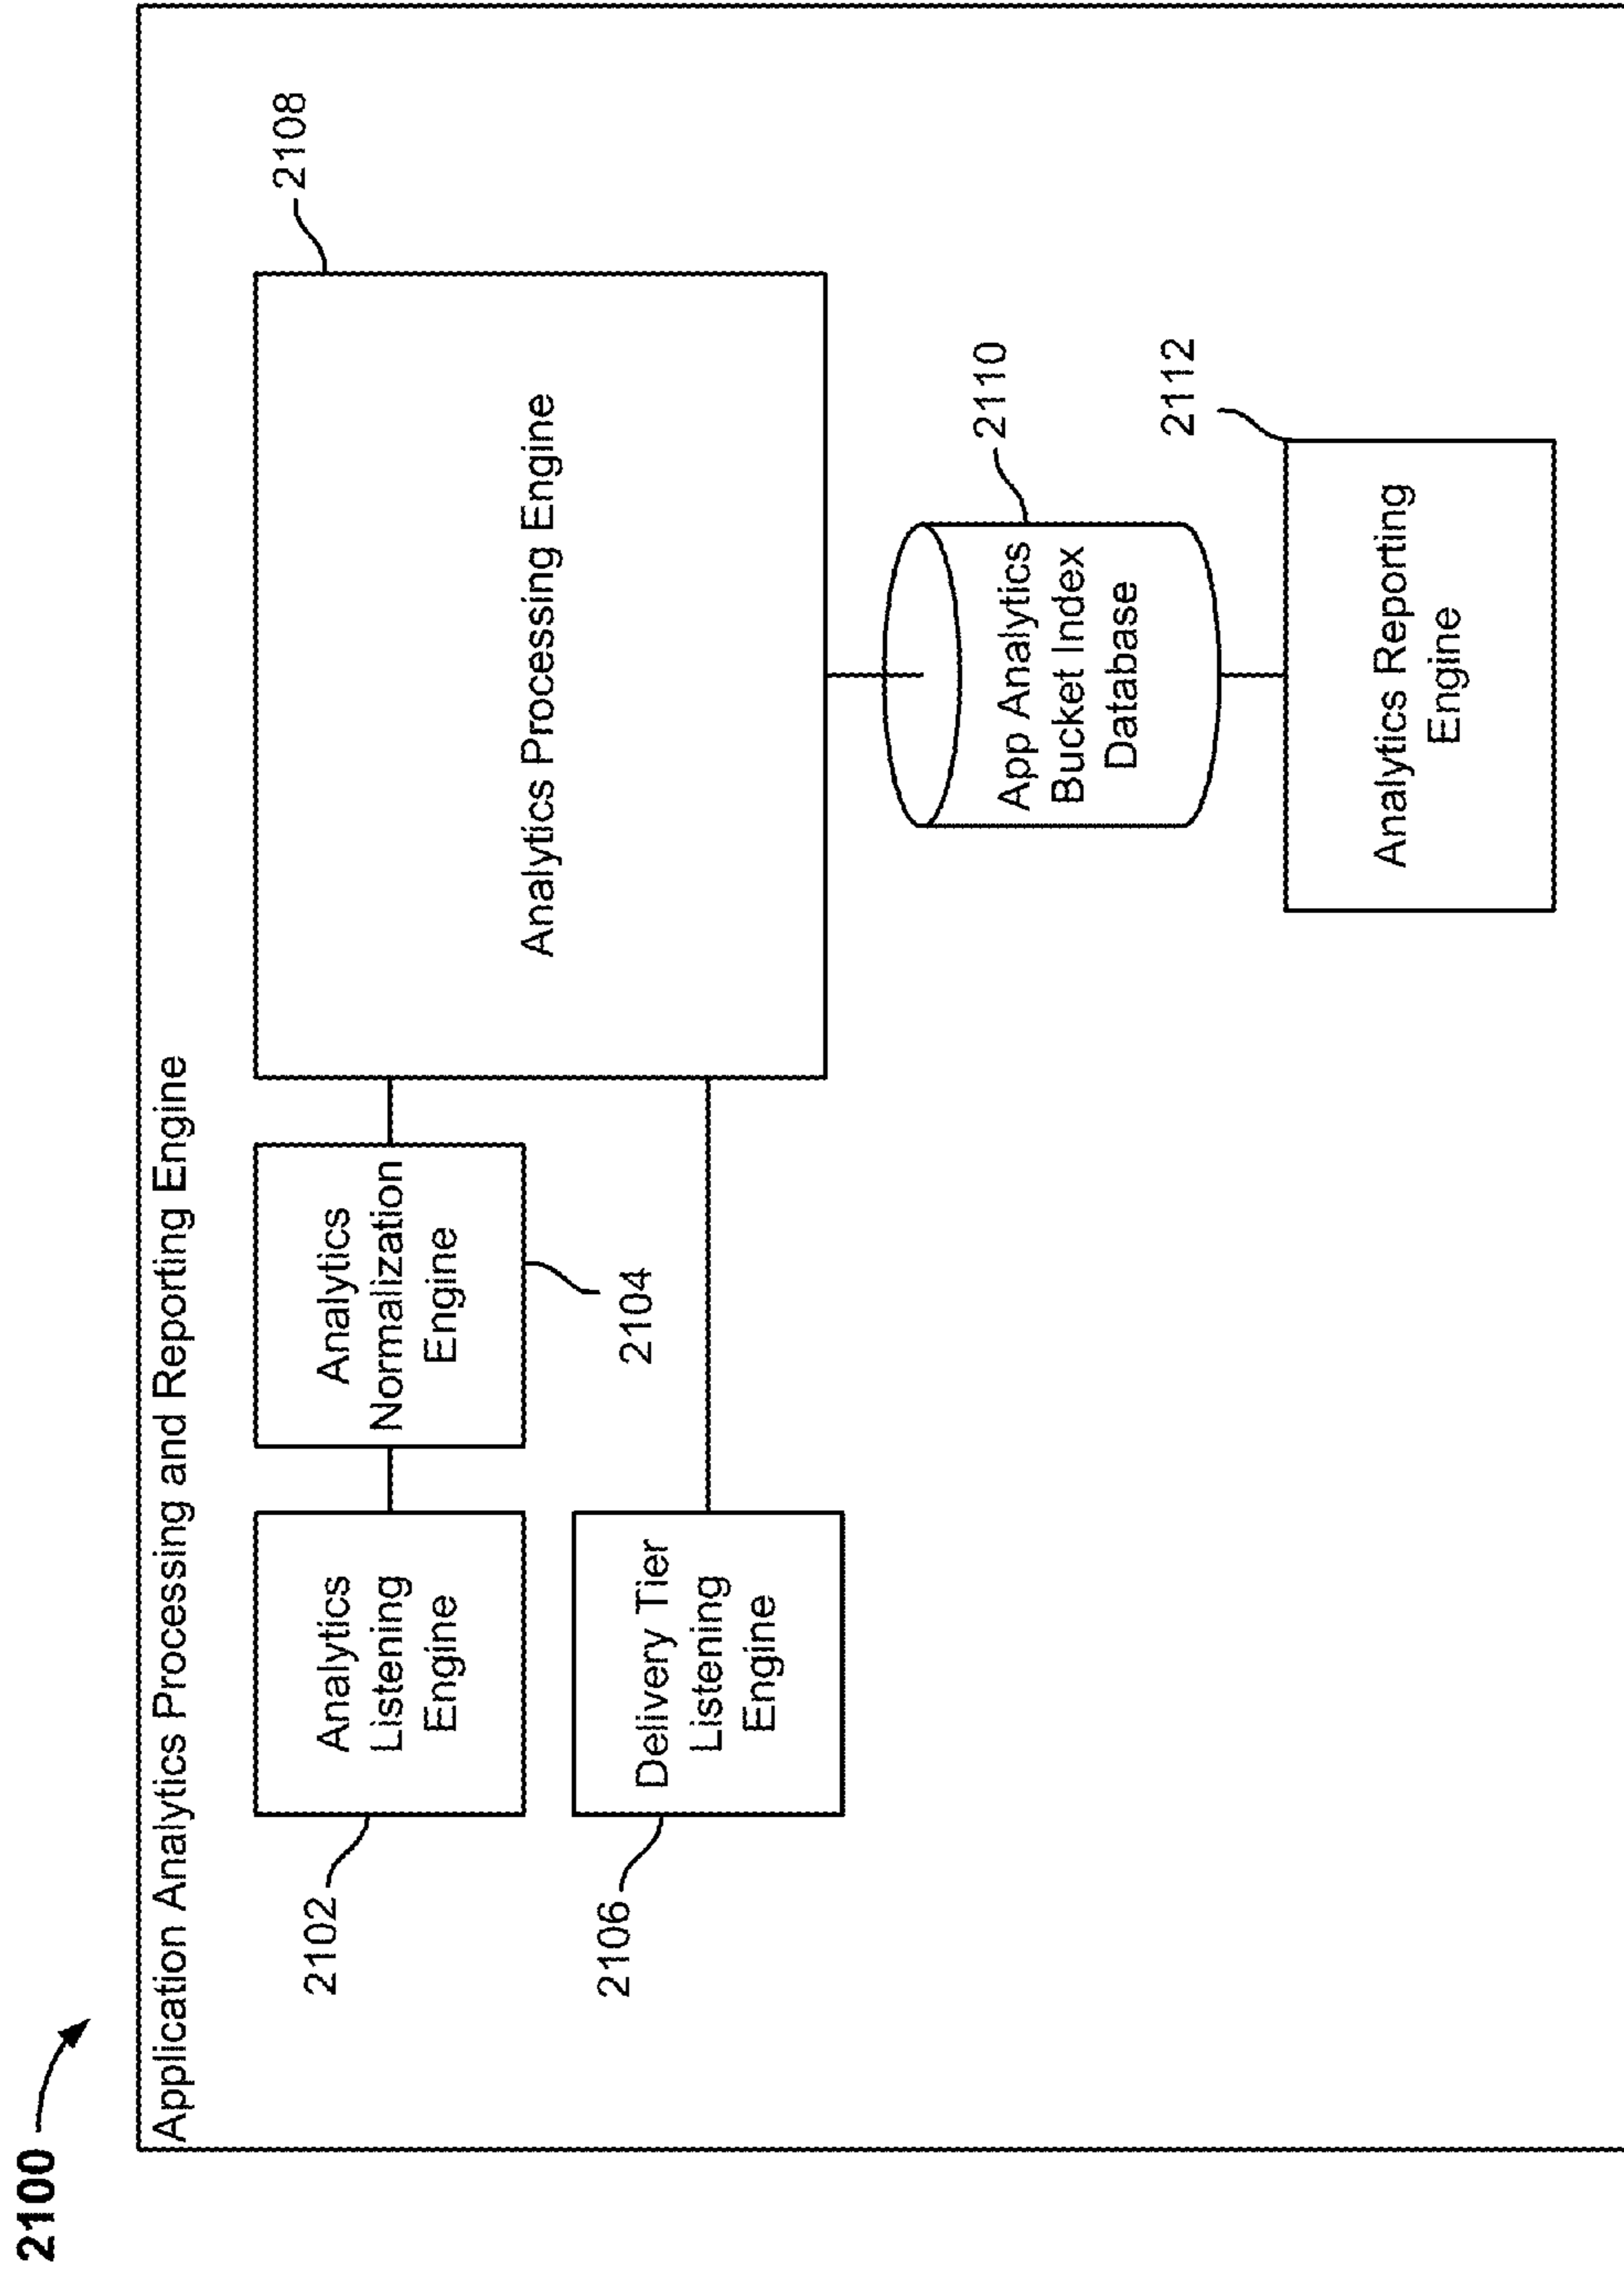 2100
Application Analytics Processing and Reporting Engine
2102
Analytics
Listening
Engine
Analytics
Normalization
Engine
2104
2106
Delivery Tier
Listening
Engine
Analytics Processing Engine
2108
App Analytics
Bucket Index
Database
2110
Analytics Reporting
Engine
2112